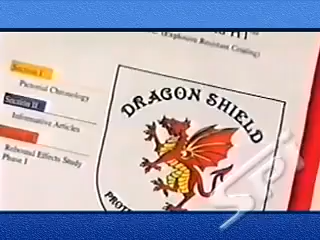 (Explosive Resistant Coating)
Section I
Pictorial Chronology
Section II
Informative Articles
Rebound Effects Study
Phase I
DRAGON SHIELD